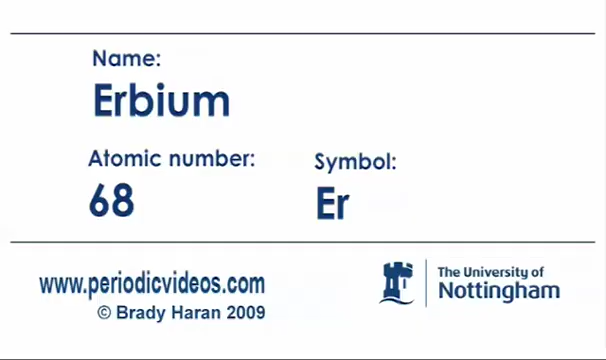 Name:
Erbium
Atomic number:
68
Symbol:
Er
www.periodicvideos.com
© Brady Haran 2009
The University of
Nottingham